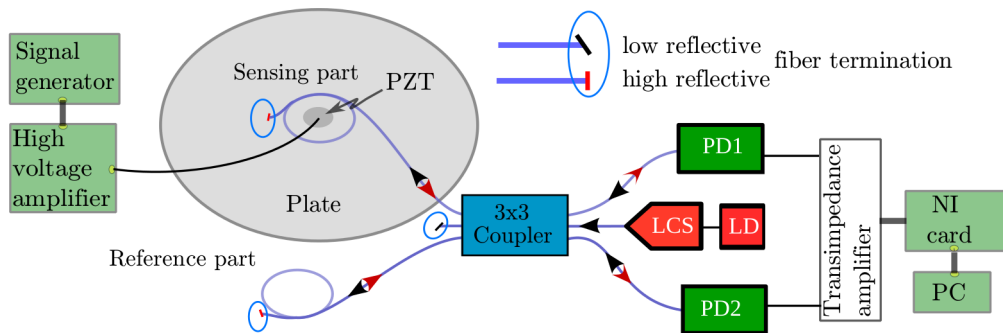 Signal
generator
High
voltage
amplifier
Sensing part
PZT
Plate
Reference part
low reflective
high reflective
fiber termination
3x3
Coupler
PD1
LCS
LD
PD2
Transimpedance
amplifier
NI
card
PC